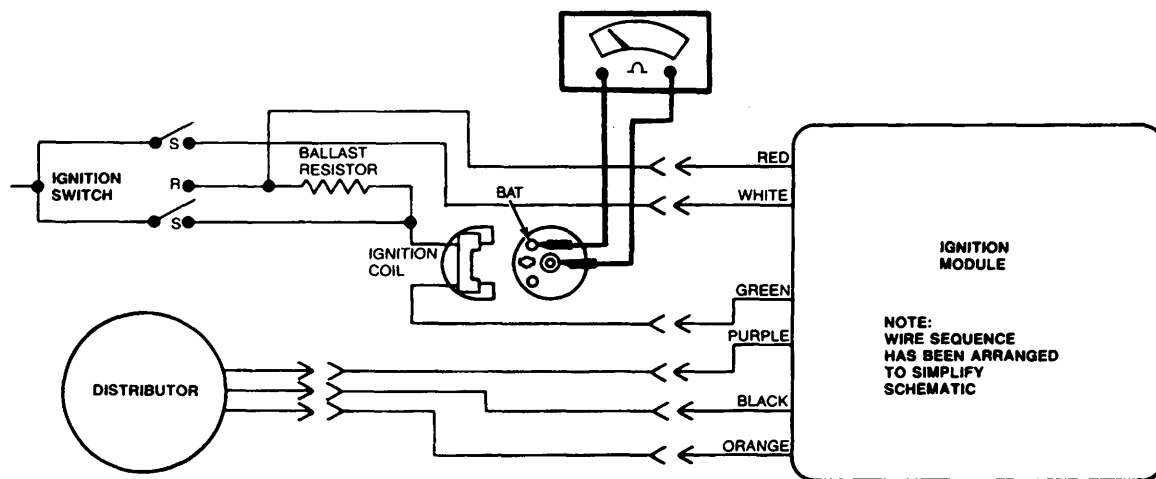 Ω
S
BALLAST
RESISTOR
IGNITION
SWITCH
R
S
BAT
IGNITION
COIL
RED
WHITE
GREEN
PURPLE
BLACK
ORANGE
IGNITION
MODULE
NOTE:
WIRE SEQUENCE
HAS BEEN ARRANGED
TO SIMPLIFY
SCHEMATIC
DISTRIBUTOR